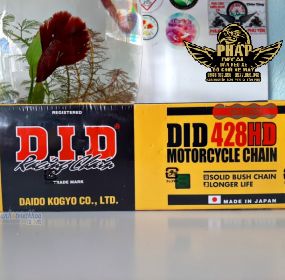 PHÁP
REGISTERED
D.I.D®
Racing Chain
TRADE MARK
DAIDO KOGYO CO., LTD.
DID 428HD
MOTORCYCLE CHAIN
SOLID BUSH CHAIN
LONGER LIFE
MADE IN JAPAN